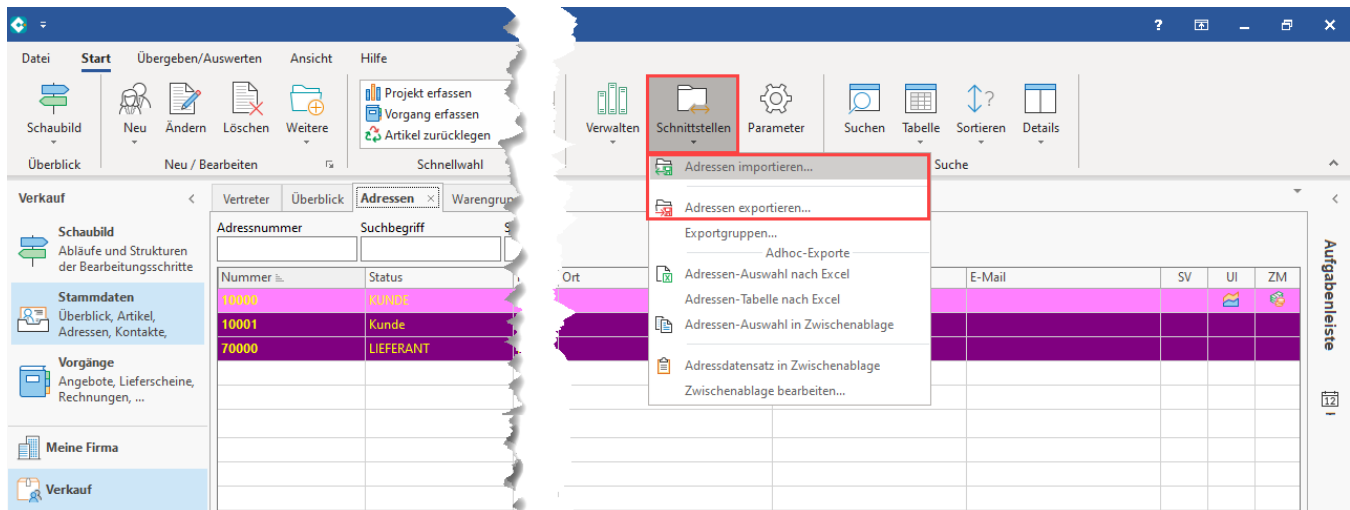 ?
Datei Start Übergeben/Auswerten Ansicht Hilfe
Schaubild
Neu
Ändern
Löschen
Weitere
Projekt erfassen
Vorgang erfassen
Artikel zurücklegen
Verwalten
Schnittstellen
Parameter
Suchen
Tabelle
Sortieren
Details
Überblick
Neu / Bearbeiten
Schnellwahl
Suche
Adressen importieren...
Adressen exportieren...
Exportgruppen...
Adhoc-Exporte
Adressen-Auswahl nach Excel
Adressen-Tabelle nach Excel
Adressen-Auswahl in Zwischenablage
Adressdatensatz in Zwischenablage
Zwischenablage bearbeiten...
Verkauf
Schaubild
Abläufe und Strukturen
der Bearbeitungsschritte
Stammdaten
Überblick, Artikel,
Adressen, Kontakte,
Vorgänge
Angebote, Lieferscheine,
Rechnungen, ...
Meine Firma
Verkauf
Vertreter Überblick Adressen × Warengrup
Adressnummer Suchbegriff
Nummer Status Ort E-Mail SV UI ZM
10000 KUNDE
10001 Kunde
70000 LIEFERANT
Aufgabenliste
12